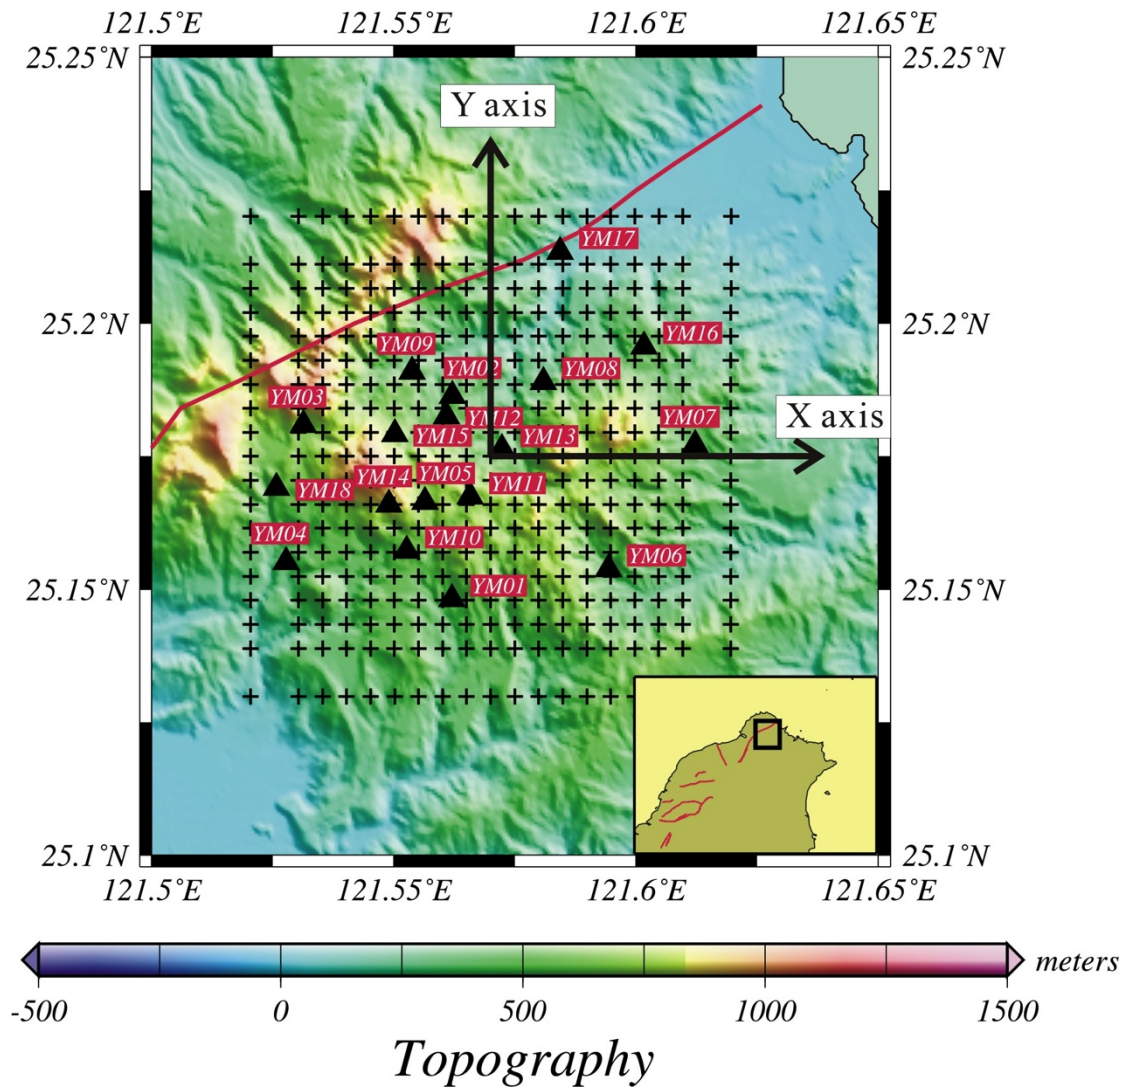 121.5°E 121.55°E 121.6°E 121.65°E
25.25°N 25.25°N
Y axis
YM17
25.2°N 25.2°N
YM16
YM09
YM02 YM08
YM03
YM07
X axis
YM12
YM15 YM13
YM14 YM05
YM11
YM18
YM04 YM10
YM06
25.15°N 25.15°N
YM01
25.1°N 25.1°N
121.5°E 121.55°E 121.6°E 121.65°E
meters
-500 0 500 1000 1500
Topography